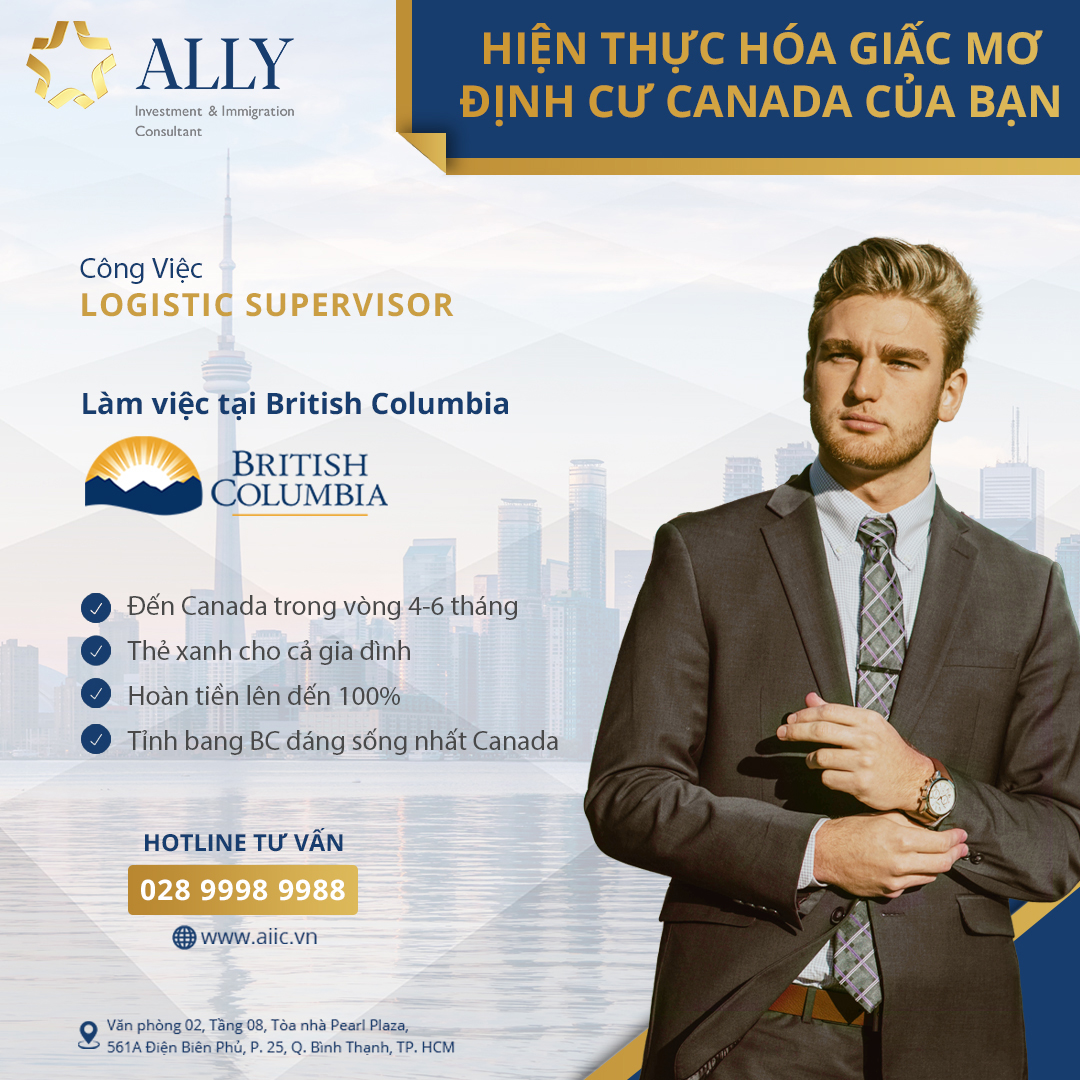 ALLY
Investment & Immigration
Consultant
HIỆN THỰC HÓA GIẤC MƠ
ĐỊNH CƯ CANADA CỦA BẠN
Công Việc
LOGISTIC SUPERVISOR
Làm việc tại British Columbia
BRITISH
COLUMBIA
Đến Canada trong vòng 4-6 tháng
Thẻ xanh cho cả gia đình
Hoàn tiền lên đến 100%
Tỉnh bang BC đáng sống nhất Canada
HOTLINE TƯ VẤN
028 9998 9988
www.aiic.vn
Văn phòng 02, Tầng 08, Tòa nhà Pearl Plaza,
561A Điện Biên Phủ, P. 25, Q. Bình Thạnh, TP. HCM